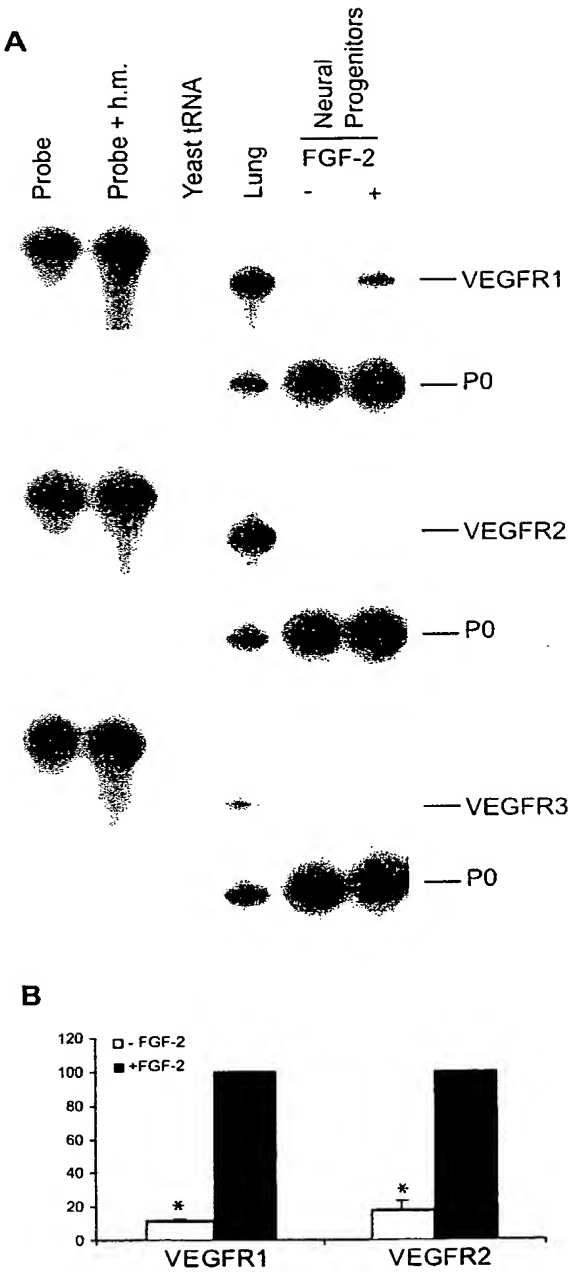 A
Probe
Probe + h.m.
Yeast tRNA
Lung
Neural
Progenitors
FGF-2
- +
VEGFR1
P0
VEGFR2
P0
VEGFR3
P0
B
120
100
80
60
40
20
0
- FGF-2
+FGF-2
*
*
VEGFR1
VEGFR2